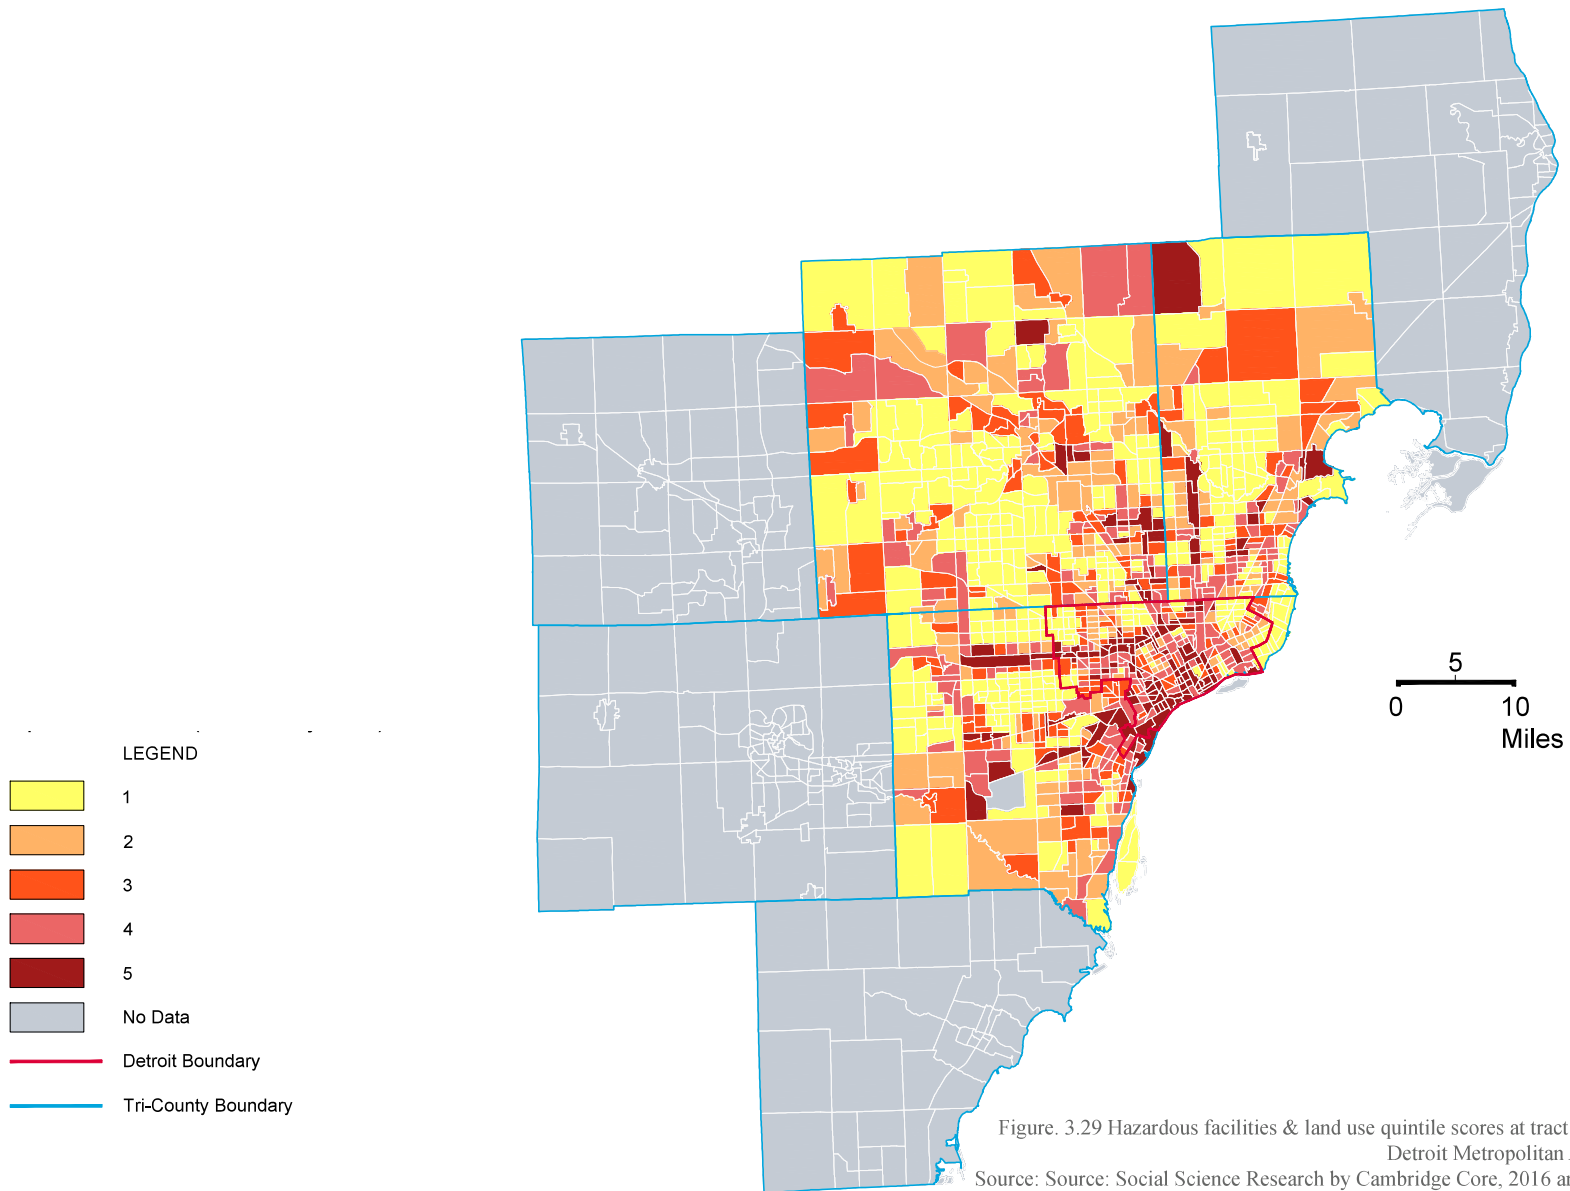 5
0
10
Miles
LEGEND
1
2
3
4
5
No Data
Detroit Boundary
Tri-County Boundary
Figure. 3.29 Hazardous facilities & land use quintile scores at tract
Detroit Metropolitan
Source: Source: Social Science Research by Cambridge Core, 2016